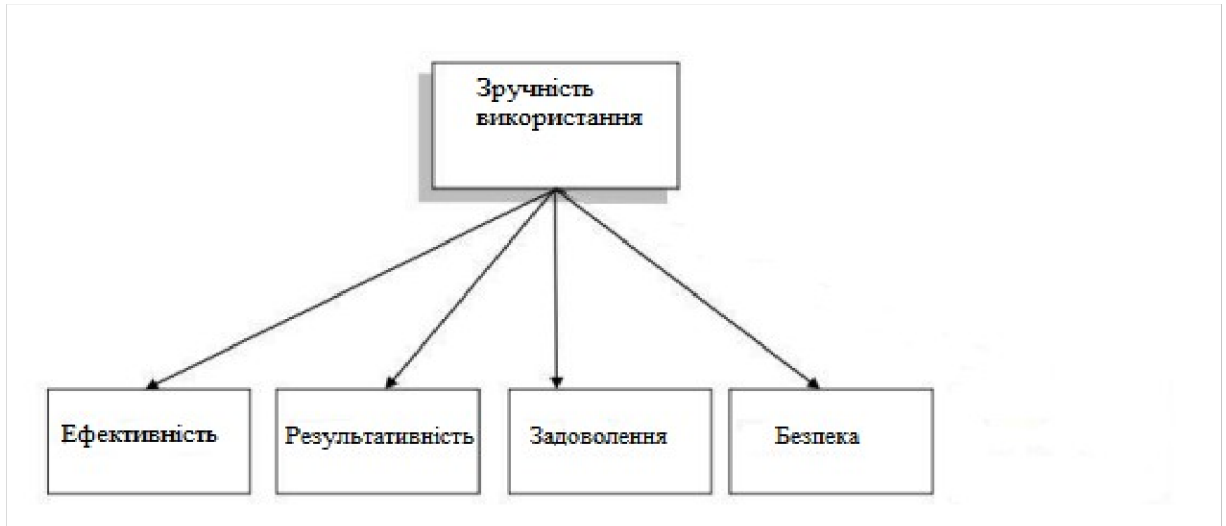 Зручність
використання
Ефективність
Результативність
Задоволення
Безпека